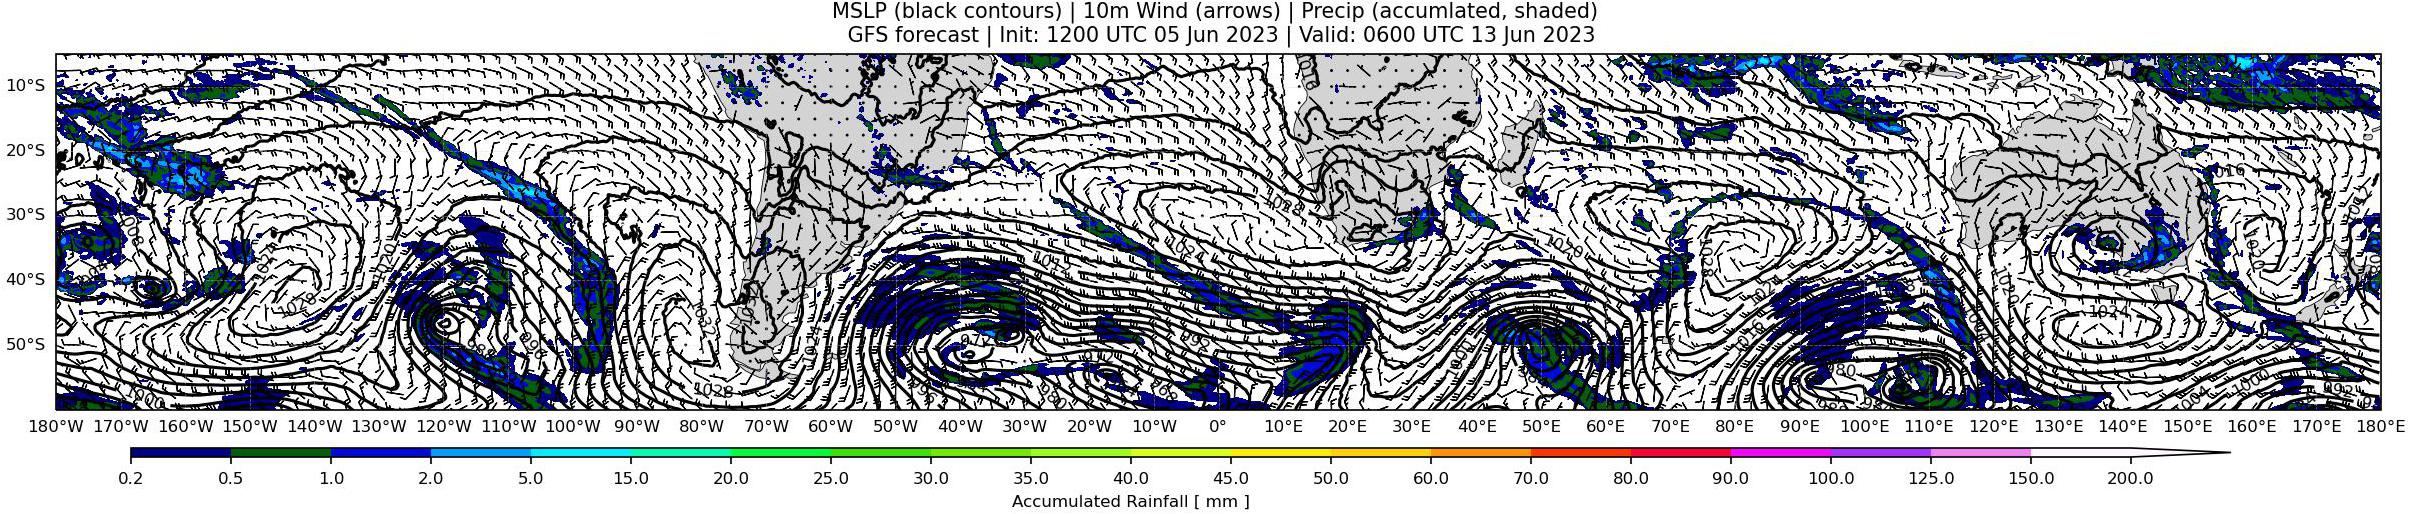 MSLP (black contours) | 10m Wind (arrows) | Precip (accumlated, shaded)
GFS forecast | Init: 1200 UTC 05 Jun 2023 | Valid: 0600 UTC 13 Jun 2023
10°S
20°S
30°S
40°S
50°S
180°W 170°W 160°W 150°W 140°W 130°W 120°W 110°W 100°W 90°W 80°W 70°W 60°W 50°W 40°W 30°W 20°W 10°W 0° 10°E 20°E 30°E 40°E 50°E 60°E 70°E 80°E 90°E 100°E 110°E 120°E 130°E 140°E 150°E 160°E 170°E 180°E
0.2 0.5 1.0 2.0 5.0 15.0 20.0 25.0 30.0 35.0 40.0 45.0 50.0 60.0 70.0 80.0 90.0 100.0 125.0 150.0 200.0
Accumulated Rainfall [ mm ]